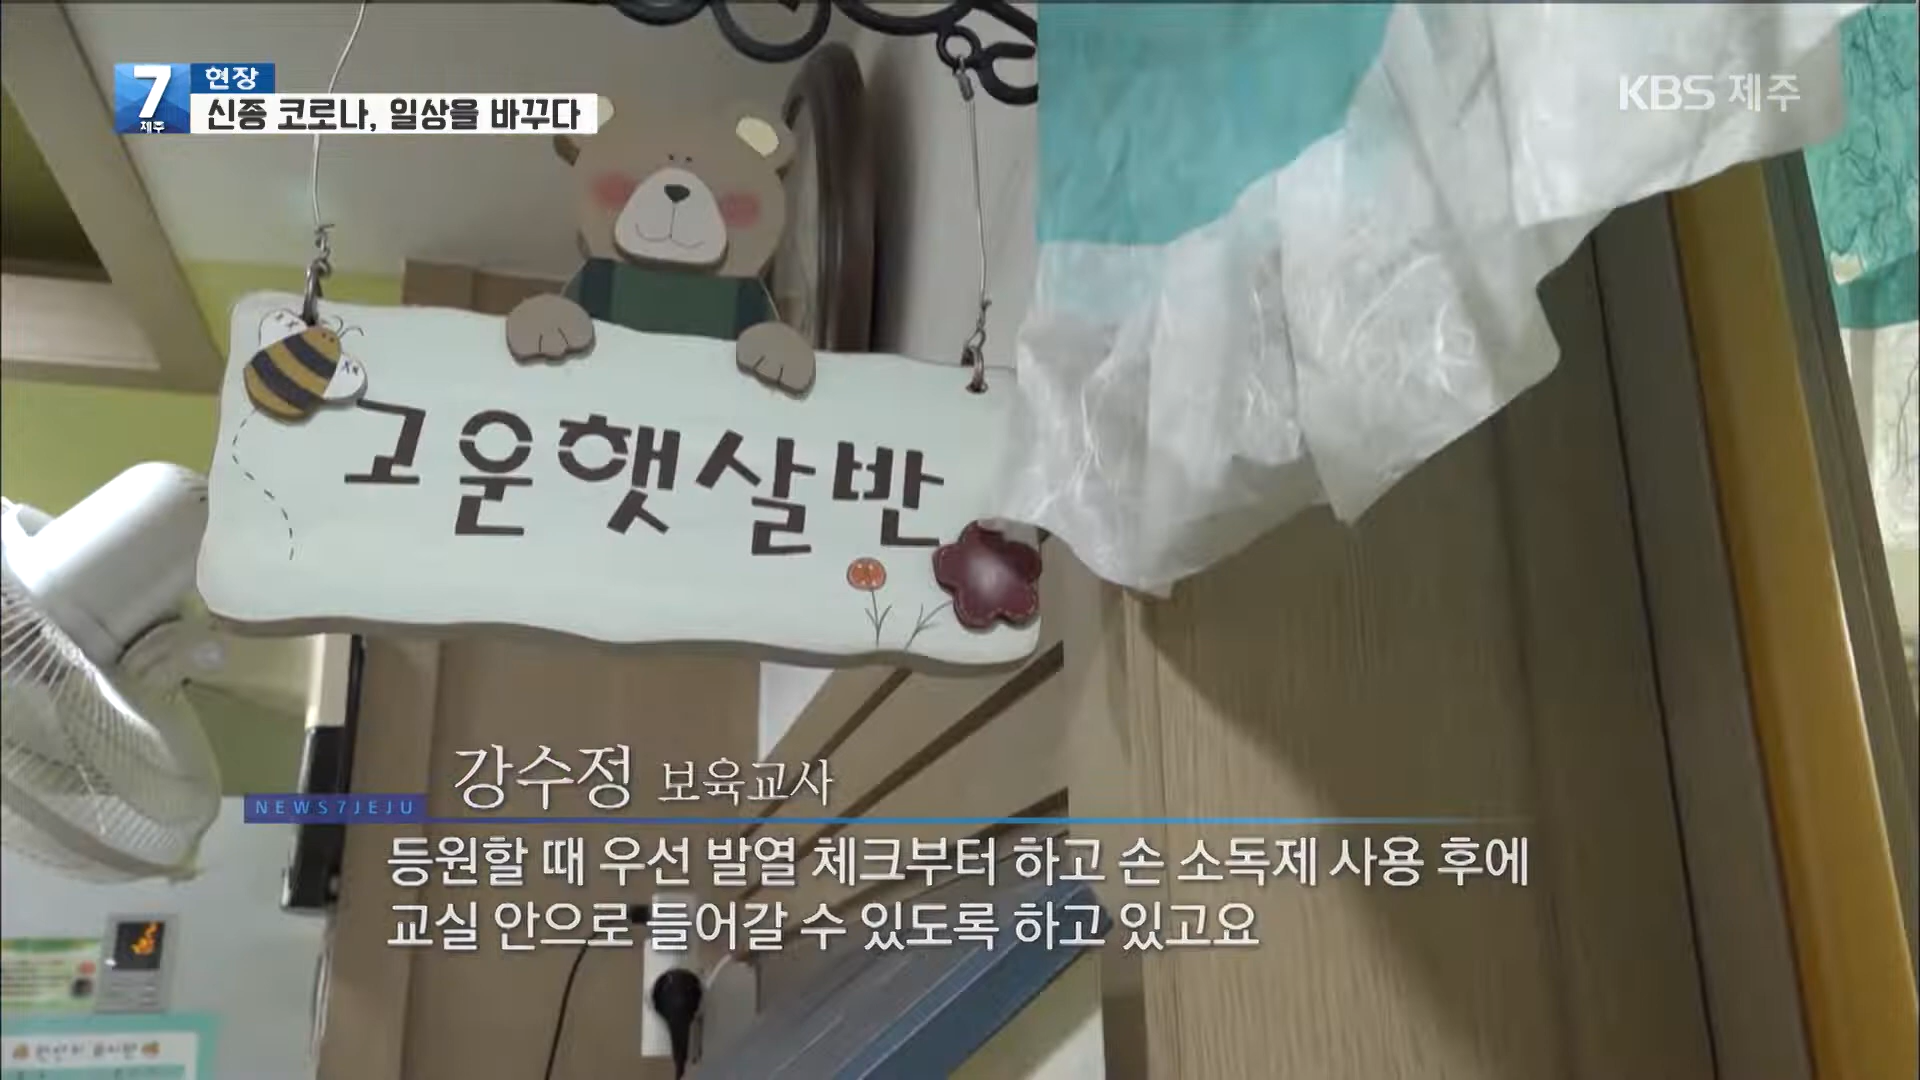 7 현장
제주 신종 코로나, 일상을 바꾸다
KBS 제주
고운햇살반
강수정 보육교사
NEWS7JEJU
등원할 때 우선 발열 체크부터 하고 손 소독제 사용 후에
교실 안으로 들어갈 수 있도록 하고 있고요